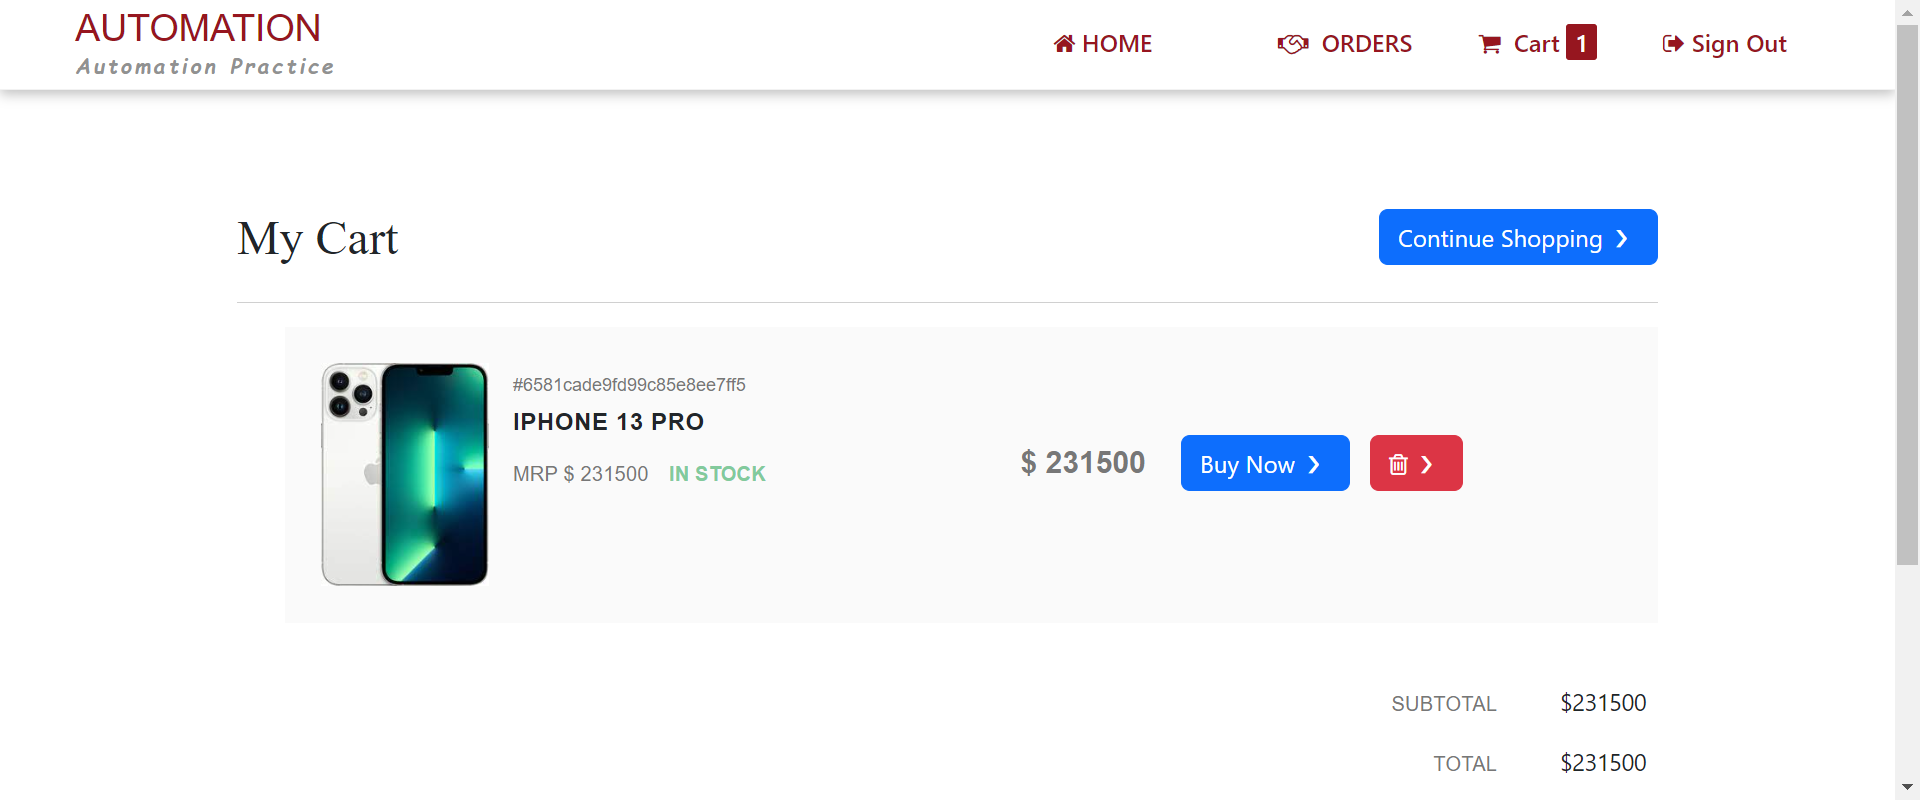 AUTOMATION
Automation Practice
HOME
ORDERS
Cart 1
Sign Out
My Cart
Continue Shopping
#6581cade9fd99c85e8ee7ff5
IPHONE 13 PRO
MRP $ 231500 IN STOCK
$ 231500
Buy Now
SUBTOTAL $231500
TOTAL $231500